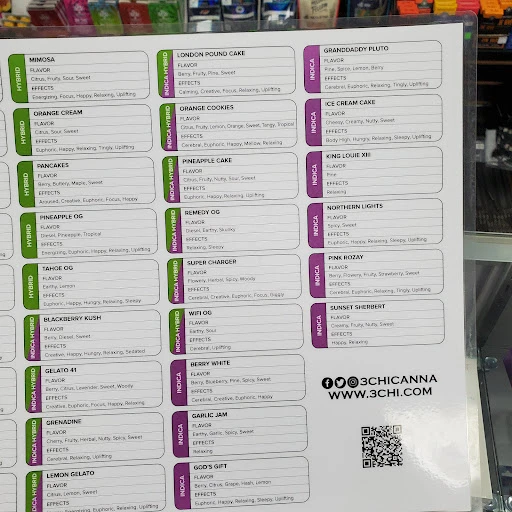 HYBRID
MIMOSA
FLAVOR
Citrus, Fruity, Sour, Sweet
EFFECTS
Energizing, Focus, Happy, Relaxing, Uplifting
HYBRID
ORANGE CREAM
FLAVOR
Citrus, Sour, Sweet
EFFECTS
Euphoric, Happy, Relaxing, Tingly, Uplifting
HYBRID
PANCAKES
FLAVOR
Berry, Buttery, Maple, Sweet
EFFECTS
Aroused, Creative, Euphoric, Focus, Happy
HYBRID
PINEAPPLE OG
FLAVOR
Diesel, Pineapple, Tropical
EFFECTS
Energizing, Euphoric, Happy, Relaxing, Uplifting
HYBRID
TAHOE OG
FLAVOR
Earthy, Lemon
EFFECTS
Euphoric, Happy, Hungry, Relaxing, Sleepy
INDICA HYBRID
BLACKBERRY KUSH
FLAVOR
Berry, Diesel, Sweet
EFFECTS
Creative, Happy, Hungry, Relaxing, Sedated
INDICA HYBRID
GELATO 41
FLAVOR
Berry, Citrus, Lavender, Sweet, Woody
EFFECTS
Creative, Euphoric, Focus, Happy, Relaxing
INDICA HYBRID
GRENADINE
FLAVOR
Cherry, Fruity, Herbal, Nutty, Spicy, Sweet
EFFECTS
Cerebral, Relaxing, Uplifting
INDICA HYBRID
LEMON GELATO
FLAVOR
Citrus, Lemon, Sweet
EFFECTS
Energizing, Euphoric, Focus, Relaxing, Uplifting
INDICA HYBRID
LONDON POUND CAKE
FLAVOR
Berry, Fruity, Pine, Sweet
EFFECTS
Calming, Creative, Focus, Relaxing, Uplifting
INDICA HYBRID
ORANGE COOKIES
FLAVOR
Citrus, Fruity, Lemon, Orange, Sweet, Tangy, Tropical
EFFECTS
Cerebral, Euphoric, Happy, Mellow, Relaxing
INDICA HYBRID
PINEAPPLE CAKE
FLAVOR
Citrus, Fruity, Nutty, Sour, Sweet
EFFECTS
Euphoric, Happy, Relaxing, Uplifting
INDICA HYBRID
REMEDY OG
FLAVOR
Diesel, Earthy, Skunky
EFFECTS
Relaxing, Sleepy
INDICA HYBRID
SUPER CHARGER
FLAVOR
Flowery, Herbal, Spicy, Woody
EFFECTS
Cerebral, Creative, Euphoric, Focus, Happy
INDICA HYBRID
WIFI OG
FLAVOR
Earthy, Sour
EFFECTS
Cerebral, Uplifting
INDICA
BERRY WHITE
FLAVOR
Berry, Blueberry, Pine, Spicy, Sweet
EFFECTS
Cerebral, Creative, Euphoric, Happy
INDICA
GARLIC JAM
FLAVOR
Earthy, Garlic, Spicy, Sweet
EFFECTS
Relaxing
INDICA
GOD'S GIFT
FLAVOR
Berry, Citrus, Grape, Hash, Lemon
EFFECTS
Euphoric, Happy, Relaxing, Sleepy, Uplifting
INDICA
GRANDDADDY PLUTO
FLAVOR
Pine, Spice, Lemon, Berry
EFFECTS
Cerebral, Euphoric, Relaxing, Tingly, Uplifting
INDICA
ICE CREAM CAKE
FLAVOR
Cheesy, Creamy, Nutty, Sweet
EFFECTS
Body High, Hungry, Relaxing, Sleepy, Uplifting
INDICA
KING LOUIE XIII
FLAVOR
Pine
EFFECTS
Relaxing
INDICA
NORTHERN LIGHTS
FLAVOR
Spicy, Sweet
EFFECTS
Euphoric, Happy, Relaxing, Sleepy, Uplifting
INDICA
PINK ROZAY
FLAVOR
Berry, Flowery, Fruity, Strawberry, Sweet
EFFECTS
Cerebral, Euphoric, Relaxing, Tingly, Uplifting
INDICA
SUNSET SHERBERT
FLAVOR
Creamy, Fruity, Nutty, Sweet
EFFECTS
Happy, Relaxing
@3CHICANNA
WWW.3CHI.COM